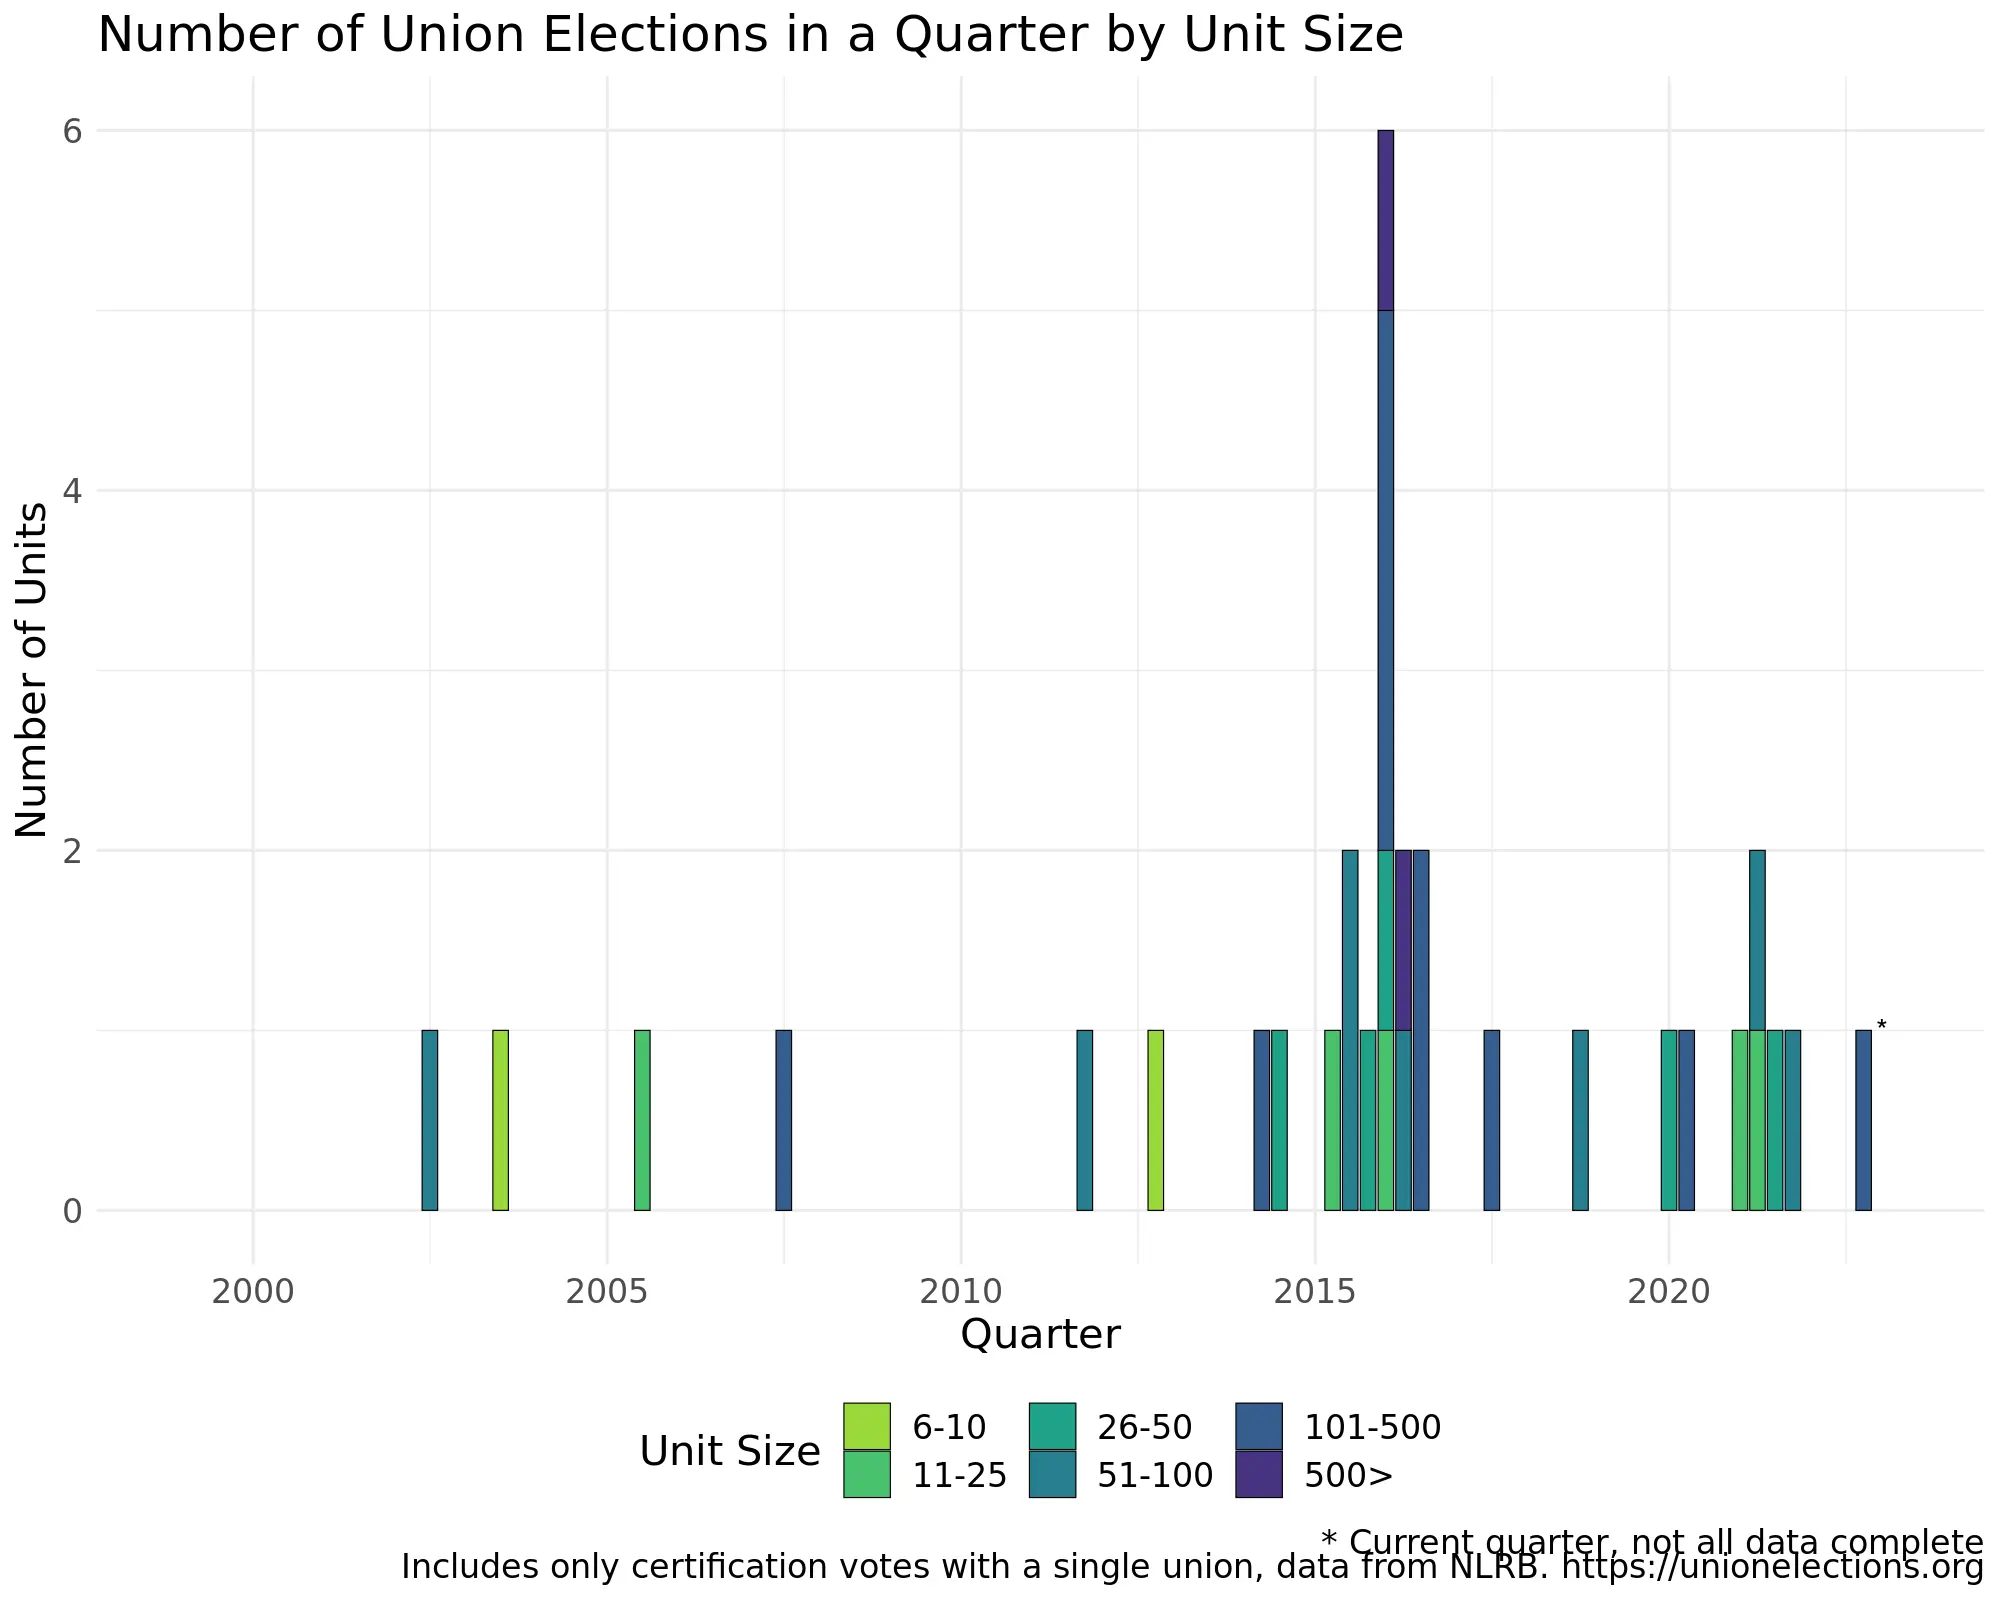 Number of Union Elections in a Quarter by Unit Size
Number of Units
6
4
2
0
*
2000 2005 2010 2015 2020
Quarter
Unit Size
6-10 26-50 101-500
11-25 51-100 500>
* Current quarter, not all data complete
Includes only certification votes with a single union, data from NLRB. https://unionelections.org